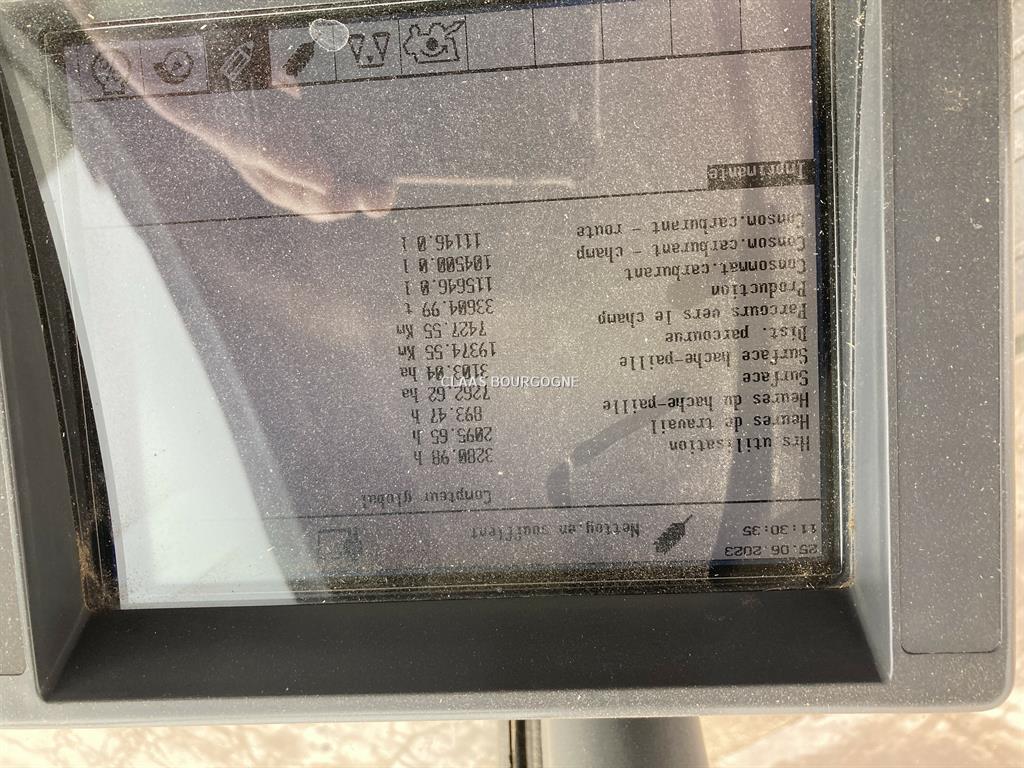 25.06.2023 Nettoy.en soufflent
11:30:35
Compteur global
Hrs utilisation 3280.98 h
Heures de travail 2095.65 h
Heures du hache-paille 893.47 h
Surface 7262.62 ha
Surface hache-paille 3103.04 ha
Dist. parcourue 19374.55 Km
Parcours vers le champ 7427.55 Km
Production 33604.99 t
Consommat.carburant 115646.0 l
Consom.carburant - champ 104500.0 l
Consom.carburant - route 11146.0 l
Imprimante
CLAAS BOURGOGNE